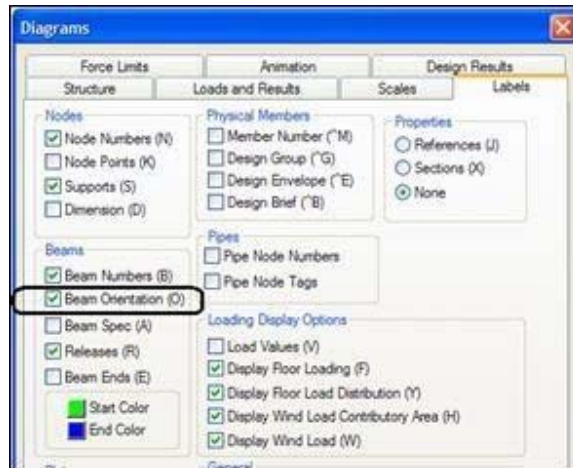 Diagrams
Force Limits Animation Design Results
Structure Loads and Results Scales Labels
Nodes
Node Numbers (N)
Node Points (K)
Supports (S)
Dimension (D)
Physical Members
Member Number (^M)
Design Group (^G)
Design Envelope (^E)
Design Brief (^B)
Properties
References (J)
Sections (X)
None
Beams
Beam Numbers (B)
Beam Orientation (O)
Beam Spec (A)
Releases (R)
Beam Ends (E)
Start Color
End Color
Pipes
Pipe Node Numbers
Pipe Node Tags
Loading Display Options
Load Values (V)
Display Floor Loading (F)
Display Floor Load Distribution (Y)
Display Wind Load Contributory Area (H)
Display Wind Load (W)
General